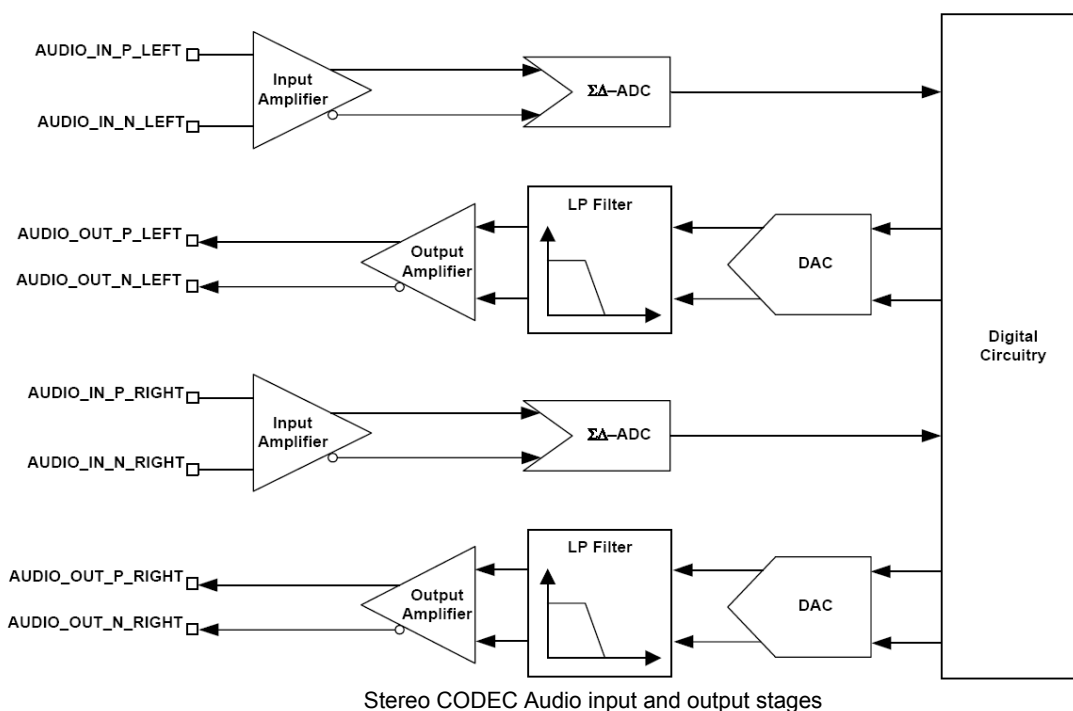 AUDIO_IN_P_LEFT
AUDIO_IN_N_LEFT
Input
Amplifier
ΣΔ–ADC
AUDIO_OUT_P_LEFT
AUDIO_OUT_N_LEFT
Output
Amplifier
LP Filter
DAC
Digital
Circuitry
AUDIO_IN_P_RIGHT
AUDIO_IN_N_RIGHT
Input
Amplifier
ΣΔ–ADC
AUDIO_OUT_P_RIGHT
AUDIO_OUT_N_RIGHT
Output
Amplifier
LP Filter
DAC
Stereo CODEC Audio input and output stages